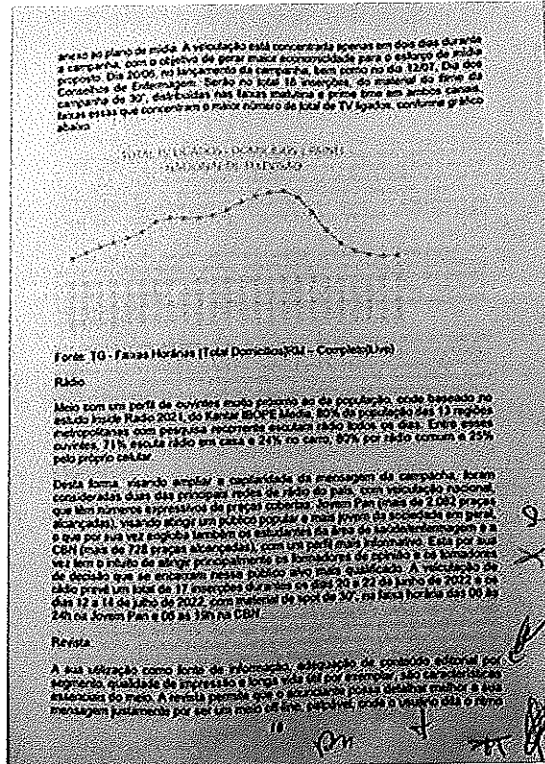 anexo ao plano de mídia. A veiculação está concentrada apenas em dois dias durante
a campanha, com o objetivo de gerar maior economicidade para o esforço de mídia
proposto. Dia 20/06, no lançamento da campanha, bem como no dia 12/07, Dia dos
Conselhos de Enfermagem. Serão no total 16 inserções, do material do filme da
campanha de 30", distribuídas nas faixas matutina e prime time em ambos canais,
faixas essas que concentram o maior número de total de TV ligados, conforme gráfico
abaixo
TOTAL DE LIGADOS - DOMICÍLIOS - PAINEL
NACIONAL DE TELEVISÃO
Fonte: TG - Faixas Horárias (Total Domicílios)RM – Completo(Live)
Rádio
Meio com um perfil de ouvintes muito próximo ao da população, onde baseado no
estudo Inside Radio 2021, da Kantar IBOPE Media, 80% da população das 13 regiões
metropolitanas com pesquisa recorrente escutam rádio todos os dias. Entre esses
ouvintes, 71% escuta rádio em casa e 24% no carro, 80% por rádio comum e 25%
pelo próprio celular.
Desta forma, visando ampliar a capilaridade da mensagem da campanha, foram
consideradas duas das principais redes de rádio do país, com veiculação nacional,
que têm números expressivos de praças cobertas: Jovem Pan (mais de 2.082 praças
alcançadas), visando atingir um público popular e mais jovem da sociedade em geral,
o que por sua vez engloba também os estudantes da área de saúde/enfermagem e a
CBN (mais de 728 praças alcançadas), com um perfil mais informativo. Esta por sua
vez tem o intuito de atingir principalmente os formadores de opinião e os tomadores
de decisão que se encaixam nesse público alvo mais qualificado. A veiculação de
rádio prevê um total de 17 inserções durante os dias 20 a 22 de junho de 2022 e os
dias 12 a 14 de julho de 2022, com material de spot de 30", na faixa horária das 00 às
24h na Jovem Pan e 06 às 19h na CBN.
Revista
A sua utilização como fonte de informação, adequação de conteúdo editorial por
segmento, qualidade de impressão e longa vida útil por exemplo, são características
essenciais do meio. A revista permite que o anunciante possa detalhar melhor a sua
mensagem justamente por ser um meio off line, palpável, onde o usuário dita o ritmo